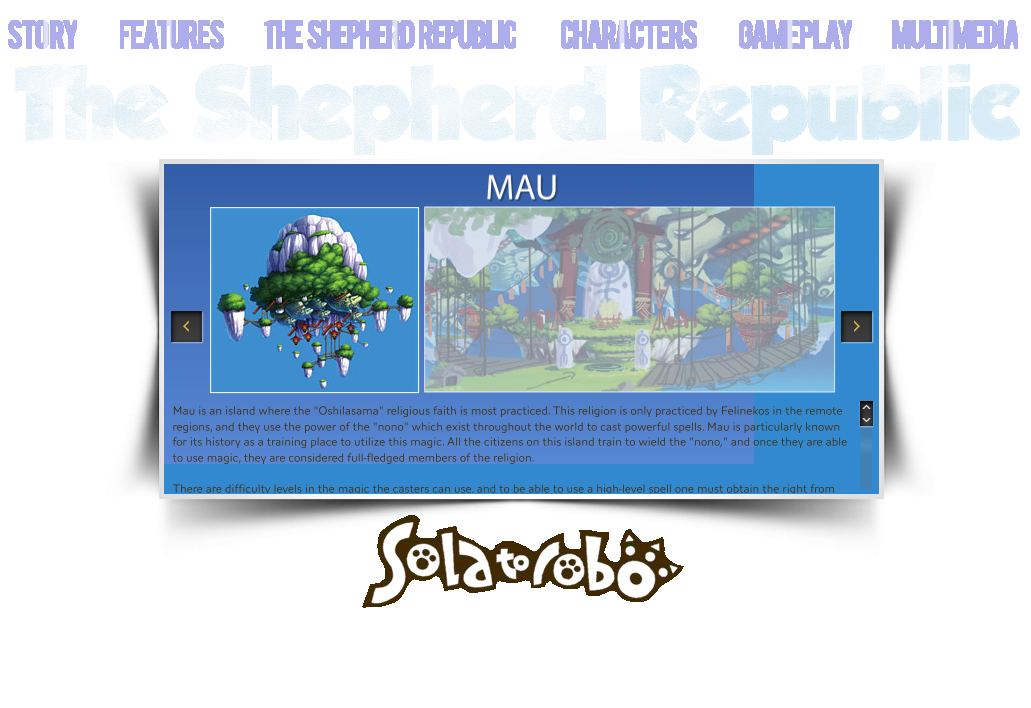 STORY FEATURES THE SHEPHERD REPUBLIC CHARACTERS GAMEPLAY MULTIMEDIA
The Shepherd Republic
MAU
Mau is an island where the "Oshilasama" religious faith is most practiced. This religion is only practiced by Felinekos in the remote
regions, and they use the power of the "nono" which exist throughout the world to cast powerful spells. Mau is particularly known
for its history as a training place to utilize this magic. All the citizens on this island train to wield the "nono," and once they are able
to use magic, they are considered full-fledged members of the religion.
There are difficulty levels in the magic the casters can use, and to be able to use a high-level spell one must obtain the right from
Solatorobo